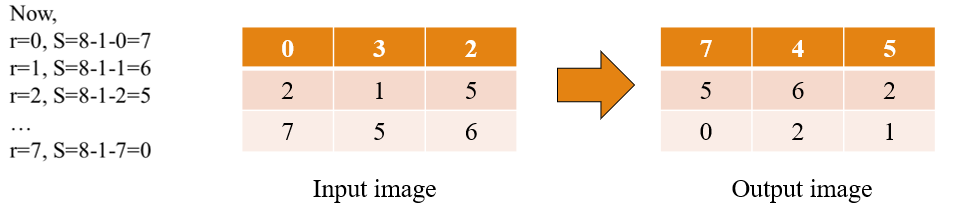 Now,
r=0, S=8-1-0=7
r=1, S=8-1-1=6
r=2, S=8-1-2=5
…
r=7, S=8-1-7=0
0 3 2
2 1 5
7 5 6
Input image
7 4 5
5 6 2
0 2 1
Output image